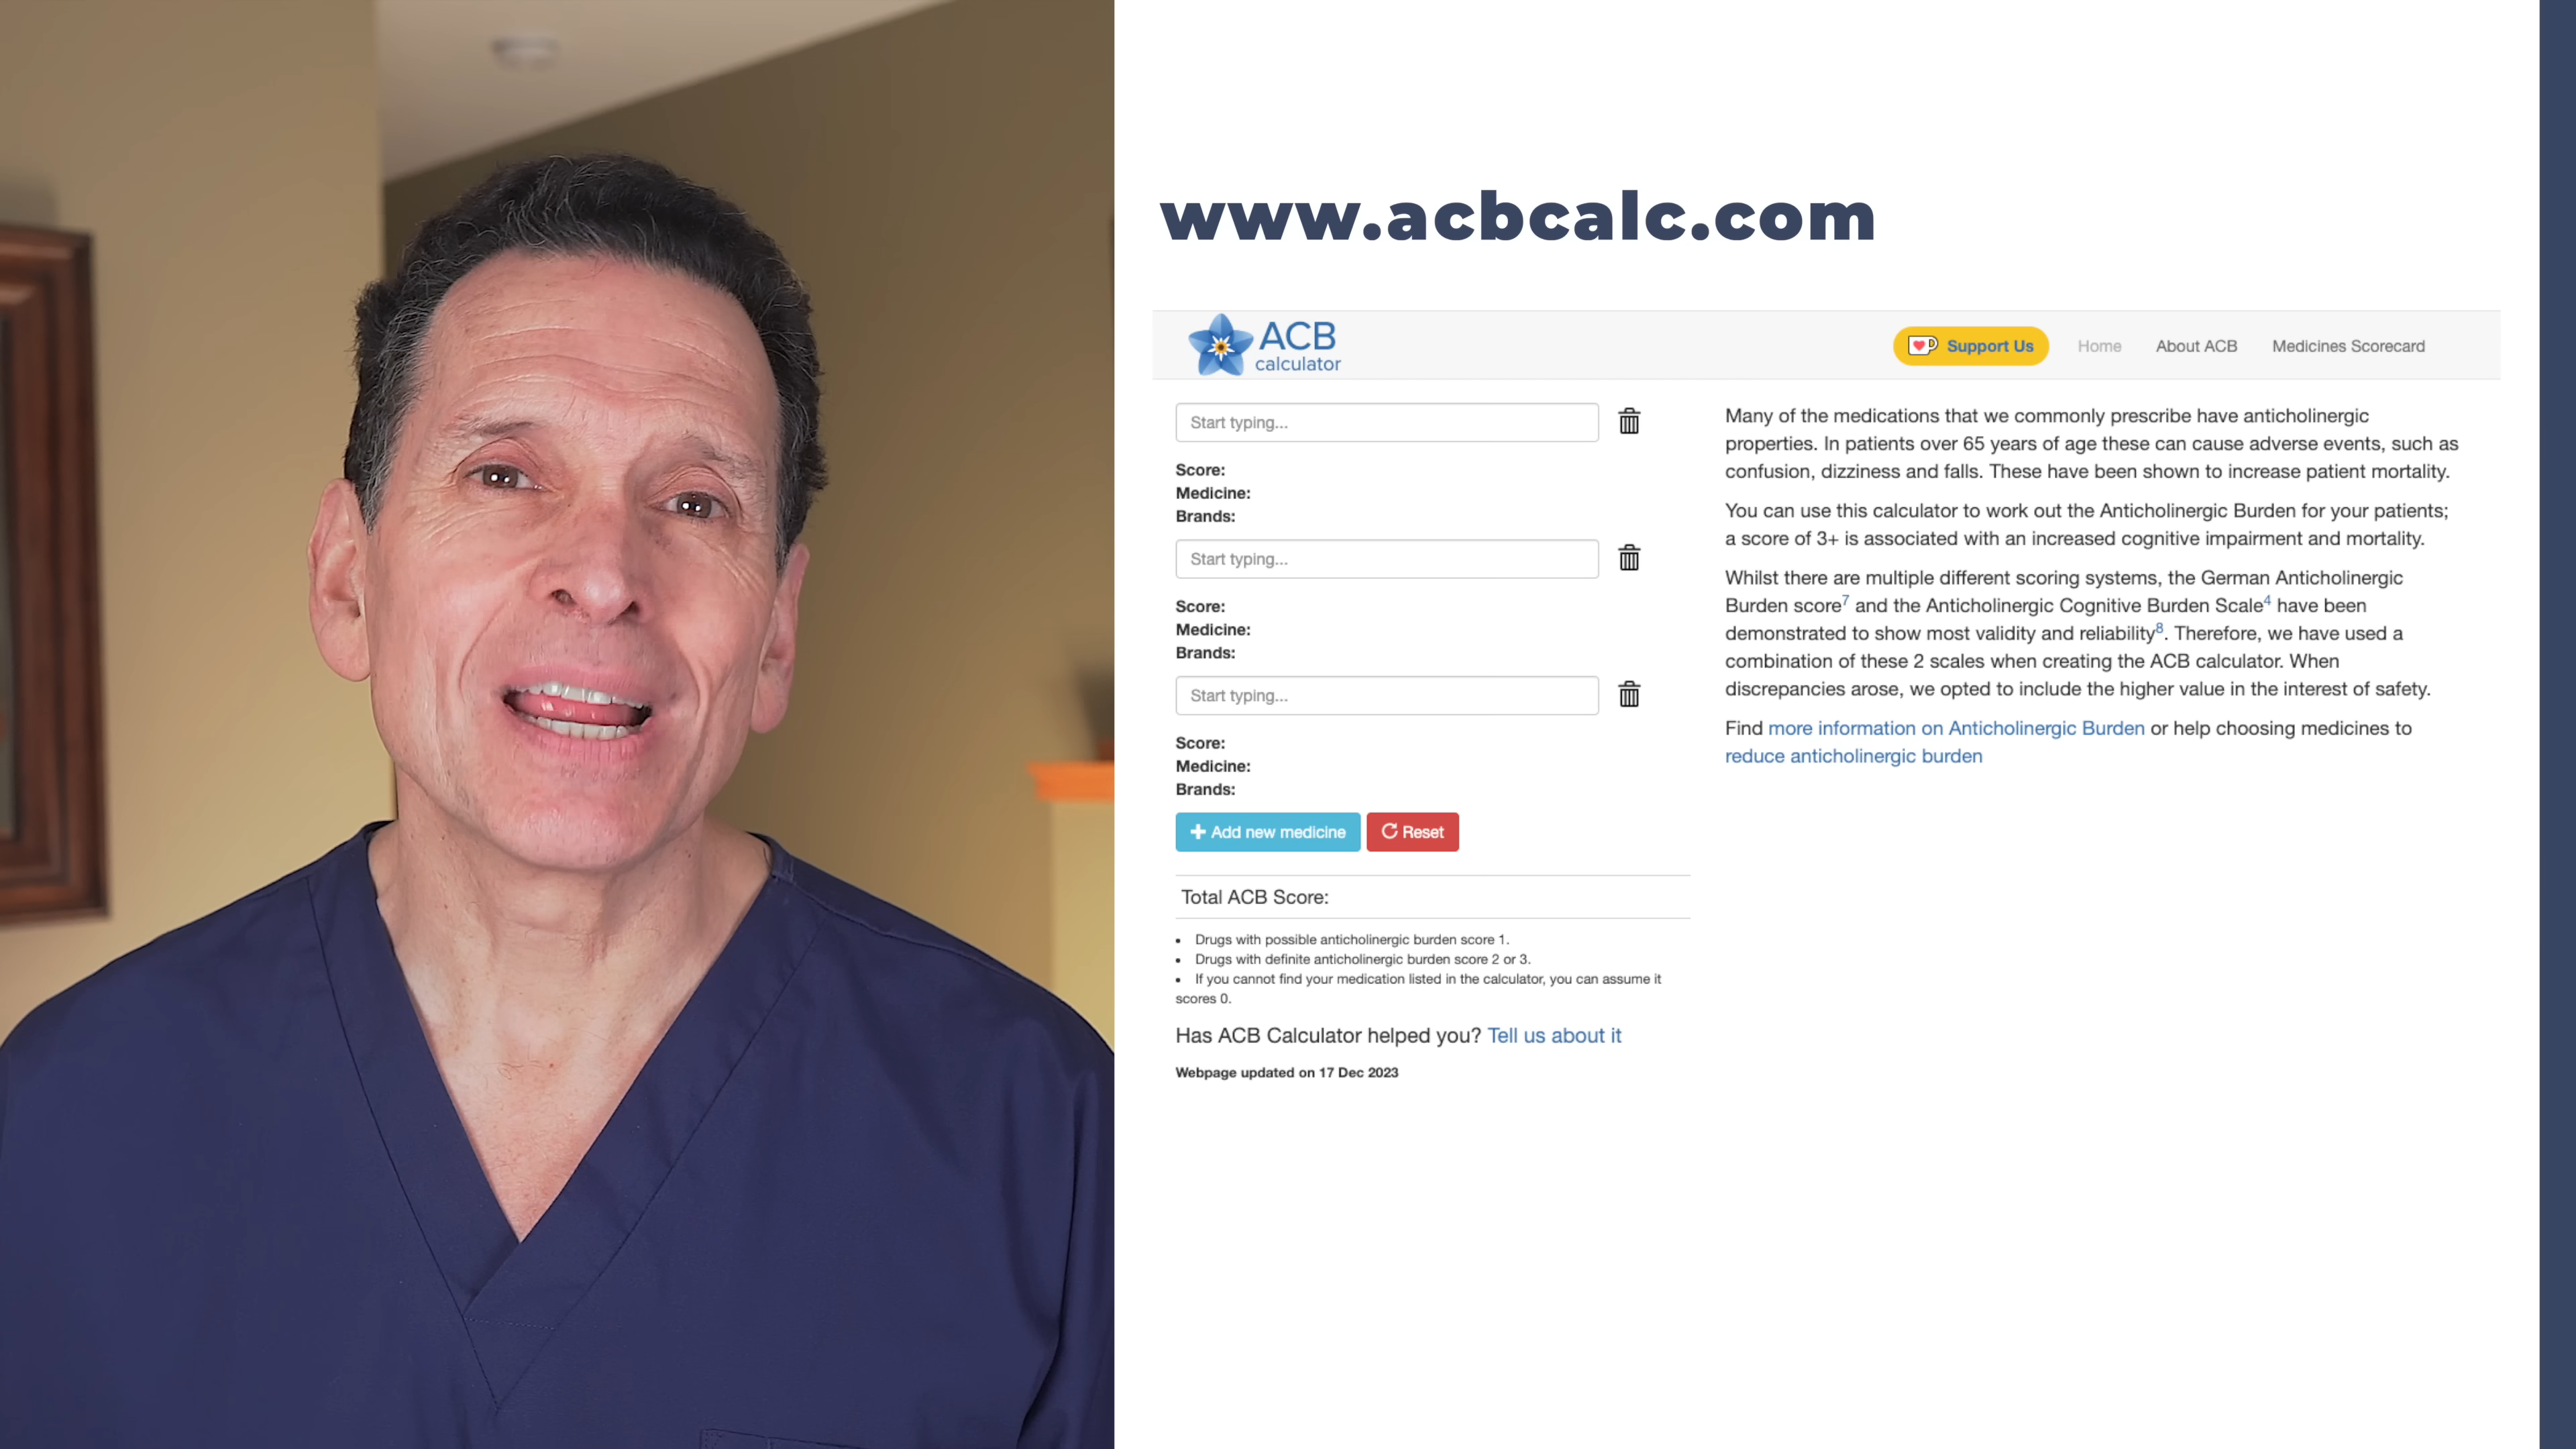 www.acbcalc.com
ACB
calculator
Support Us
Home
About ACB
Medicines Scorecard
Start typing...
Score:
Medicine:
Brands:
Start typing...
Score:
Medicine:
Brands:
Start typing...
Score:
Medicine:
Brands:
Add new medicine
Reset
Total ACB Score:
• Drugs with possible anticholinergic burden score 1.
• Drugs with definite anticholinergic burden score 2 or 3.
• If you cannot find your medication listed in the calculator, you can assume it
scores 0.
Has ACB Calculator helped you? Tell us about it
Webpage updated on 17 Dec 2023
Many of the medications that we commonly prescribe have anticholinergic
properties. In patients over 65 years of age these can cause adverse events, such as
confusion, dizziness and falls. These have been shown to increase patient mortality.
You can use this calculator to work out the Anticholinergic Burden for your patients;
a score of 3+ is associated with an increased cognitive impairment and mortality.
Whilst there are multiple different scoring systems, the German Anticholinergic
Burden score⁷ and the Anticholinergic Cognitive Burden Scale⁴ have been
demonstrated to show most validity and reliability⁸. Therefore, we have used a
combination of these 2 scales when creating the ACB calculator. When
discrepancies arose, we opted to include the higher value in the interest of safety.
Find more information on Anticholinergic Burden or help choosing medicines to
reduce anticholinergic burden